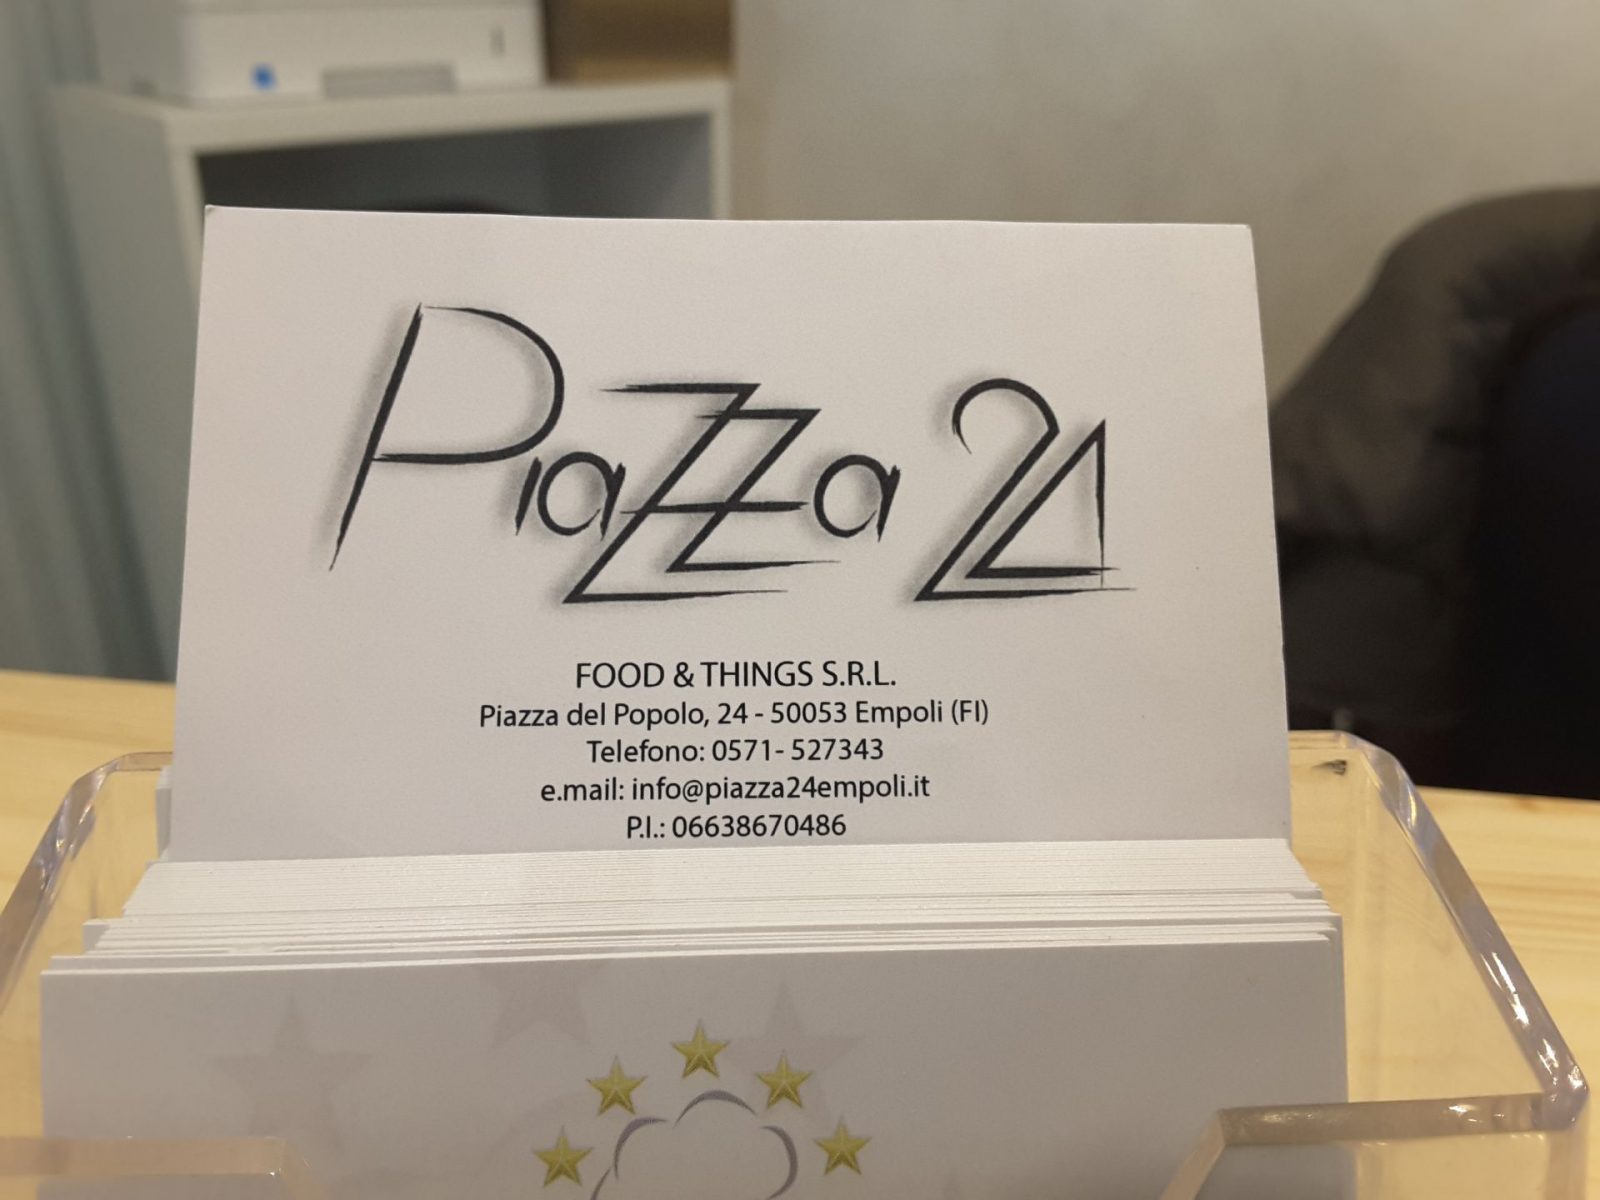 Piazza 24
FOOD & THINGS S.R.L.
Piazza del Popolo, 24 - 50053 Empoli (FI)
Telefono: 0571- 527343
e.mail: info@piazza24empoli.it
P.I.: 06638670486